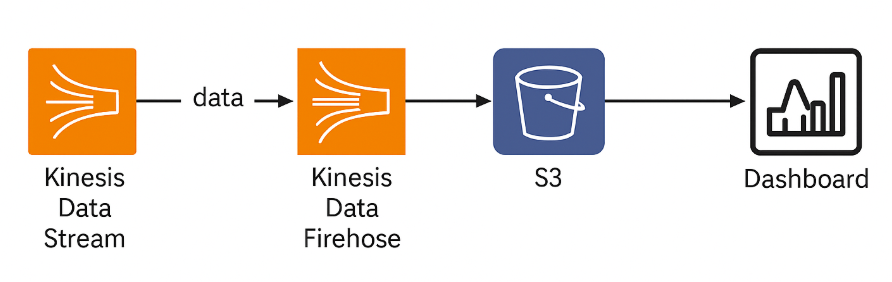 data
Kinesis
Data
Stream
Kinesis
Data
Firehose
S3
Dashboard